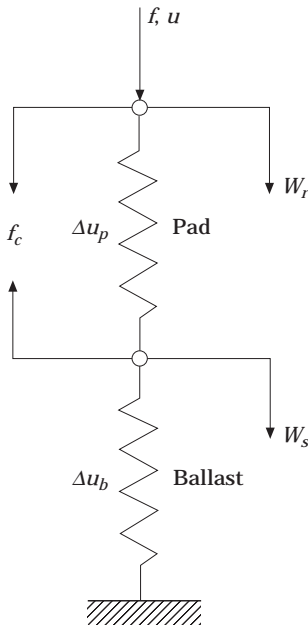 f, u
W_r
f_c
Δu_p Pad
W_s
Δu_b Ballast